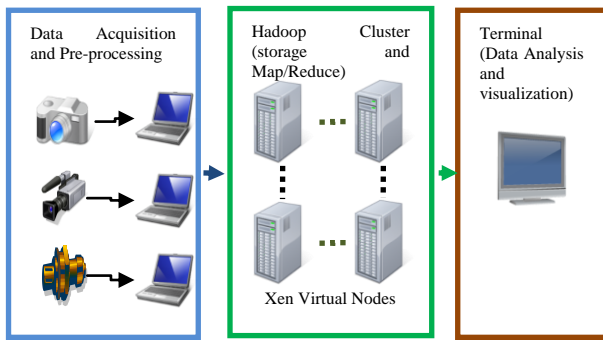 Data Acquisition
and Pre-processing
Hadoop Cluster
(storage and
Map/Reduce)
Xen Virtual Nodes
Terminal
(Data Analysis
and
visualization)